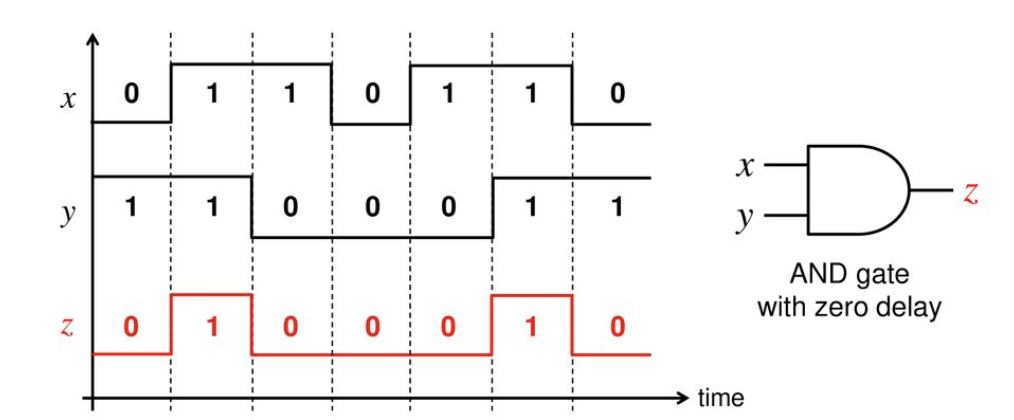 x 0 1 1 0 1 1 0
y 1 1 0 0 0 1 1
z 0 1 0 0 0 1 0
time
x
y
z
AND gate
with zero delay